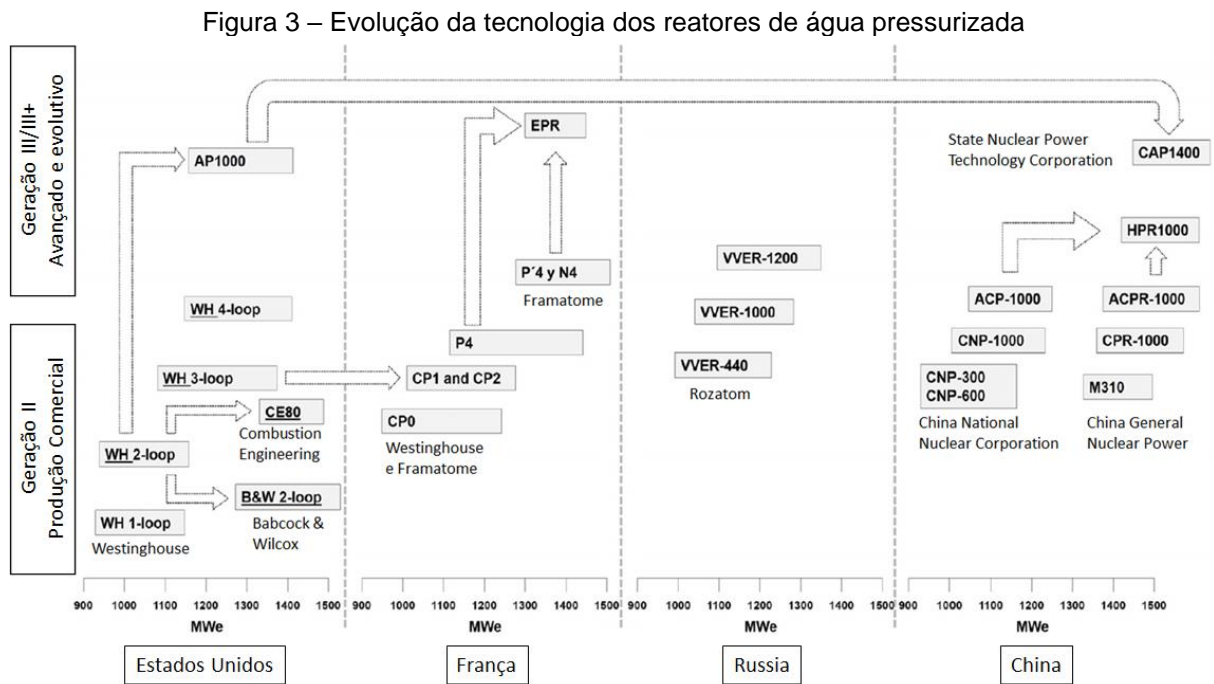 Figura 3 – Evolução da tecnologia dos reatores de água pressurizada
Geração III/III+
Avançado e evolutivo
Geração II
Produção Comercial
AP1000
WH 4-loop
WH 3-loop
CE80
Combustion
Engineering
WH 2-loop
B&W 2-loop
Babcock &
Wilcox
WH 1-loop
Westinghouse
EPR
P´4 y N4
Framatome
P4
CP1 and CP2
CP0
Westinghouse
e Framatome
VVER-1200
VVER-1000
VVER-440
Rozatom
State Nuclear Power
Technology Corporation
CAP1400
HPR1000
ACP-1000
ACPR-1000
CNP-1000
CPR-1000
CNP-300
CNP-600
China National
Nuclear Corporation
M310
China General
Nuclear Power
900 1000 1100 1200 1300 1400 1500
MWe
900 1000 1100 1200 1300 1400 1500
MWe
900 1000 1100 1200 1300 1400 1500
MWe
900 1000 1100 1200 1300 1400 1500
MWe
Estados Unidos
França
Russia
China